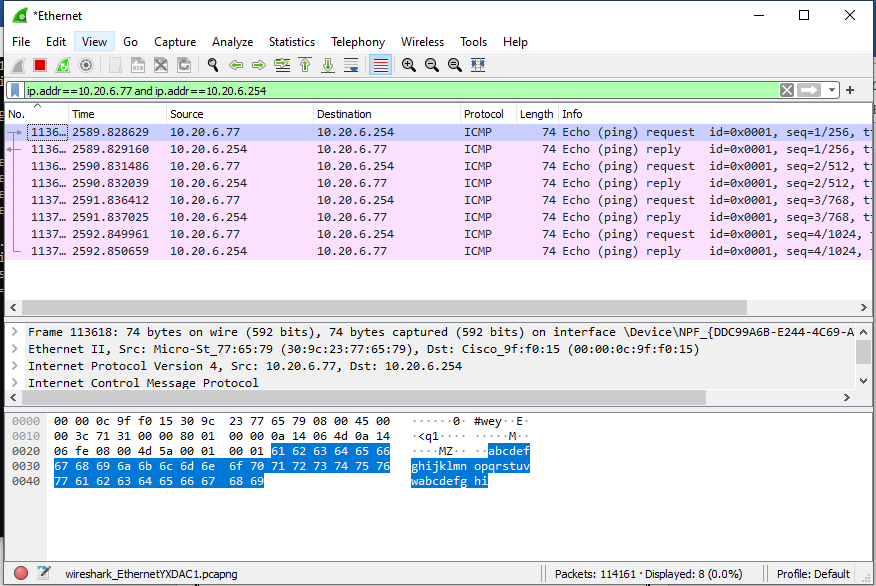 *Ethernet
File Edit View Go Capture Analyze Statistics Telephony Wireless Tools Help
ip.addr==10.20.6.77 and ip.addr==10.20.6.254
No. Time Source Destination Protocol Length Info
1136… 2589.828629 10.20.6.77 10.20.6.254 ICMP 74 Echo (ping) request id=0x0001, seq=1/256, t
1136… 2589.829160 10.20.6.254 10.20.6.77 ICMP 74 Echo (ping) reply id=0x0001, seq=1/256, t
1136… 2590.831486 10.20.6.77 10.20.6.254 ICMP 74 Echo (ping) request id=0x0001, seq=2/512, t
1136… 2590.832039 10.20.6.254 10.20.6.77 ICMP 74 Echo (ping) reply id=0x0001, seq=2/512, t
1137… 2591.836412 10.20.6.77 10.20.6.254 ICMP 74 Echo (ping) request id=0x0001, seq=3/768, t
1137… 2591.837025 10.20.6.254 10.20.6.77 ICMP 74 Echo (ping) reply id=0x0001, seq=3/768, t
1137… 2592.849961 10.20.6.77 10.20.6.254 ICMP 74 Echo (ping) request id=0x0001, seq=4/1024,
1137… 2592.850659 10.20.6.254 10.20.6.77 ICMP 74 Echo (ping) reply id=0x0001, seq=4/1024,
Frame 113618: 74 bytes on wire (592 bits), 74 bytes captured (592 bits) on interface \Device\NPF_{DDC99A6B-E244-4C69-A
Ethernet II, Src: Micro-St_77:65:79 (30:9c:23:77:65:79), Dst: Cisco_9f:f0:15 (00:00:0c:9f:f0:15)
Internet Protocol Version 4, Src: 10.20.6.77, Dst: 10.20.6.254
Internet Control Message Protocol
0000 00 00 0c 9f f0 15 30 9c 23 77 65 79 08 00 45 00 ······0· #wey··E·
0010 00 3c 71 31 00 00 80 01 00 00 0a 14 06 4d 0a 14 ·<q1···· ·····M··
0020 06 fe 08 00 4d 5a 00 01 00 01 61 62 63 64 65 66 ····MZ·· ··abcdef
0030 67 68 69 6a 6b 6c 6d 6e 6f 70 71 72 73 74 75 76 ghijklmn opqrstuv
0040 77 61 62 63 64 65 66 67 68 69 wabcdefg hi
wireshark_EthernetYXDAC1.pcapng Packets: 114161 · Displayed: 8 (0.0%) Profile: Default